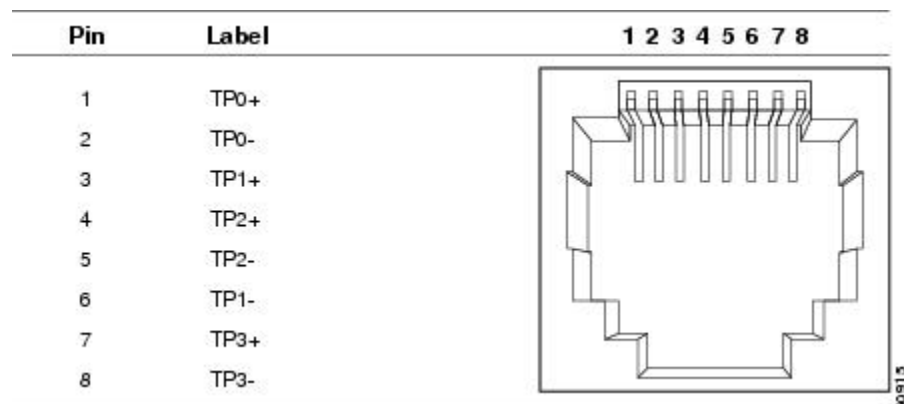 Pin Label 1 2 3 4 5 6 7 8
1 TP0+
2 TP0-
3 TP1+
4 TP2+
5 TP2-
6 TP1-
7 TP3+
8 TP3-